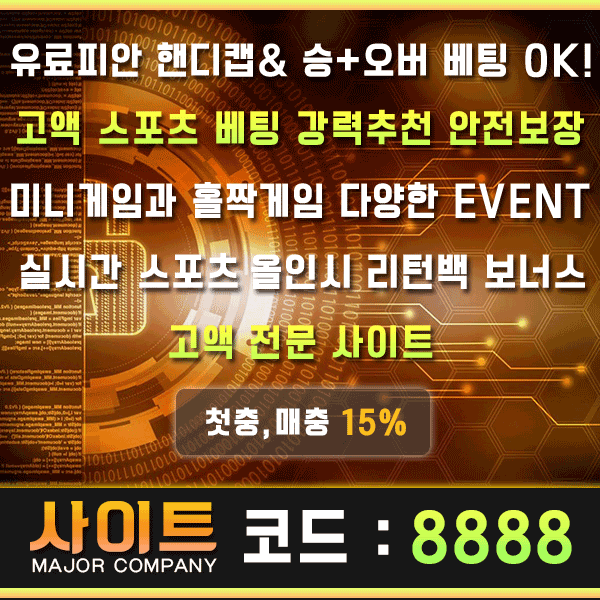 유료픽안 핸디캡& 승+오버 베팅 OK!
고액 스포츠 베팅 강력추천 안전보장
미니게임과 홀짝게임 다양한 EVENT
실시간 스포츠 올인시 리턴백 보너스
고액 전문 사이트
첫충,매충 15%
사이트 코드 : 8888
MAJOR COMPANY